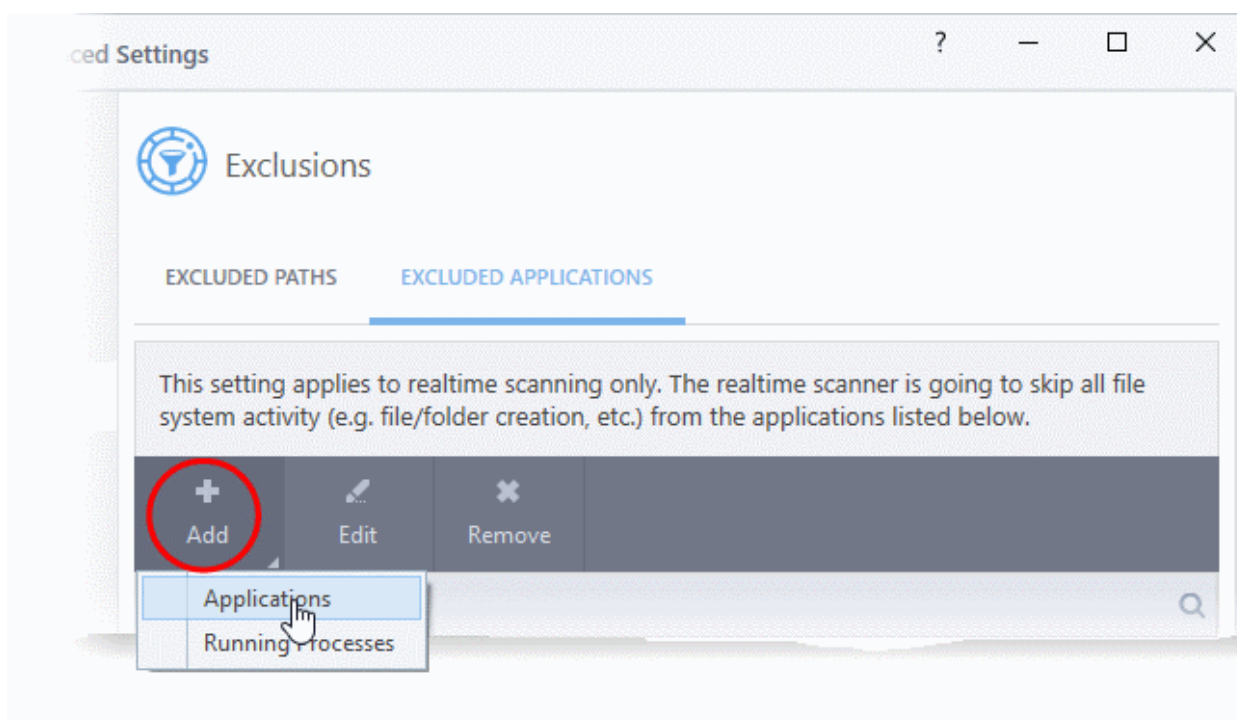 ced Settings
?
Exclusions
EXCLUDED PATHS
EXCLUDED APPLICATIONS
This setting applies to realtime scanning only. The realtime scanner is going to skip all file
system activity (e.g. file/folder creation, etc.) from the applications listed below.
Add
Edit
Remove
Applications
Running Processes